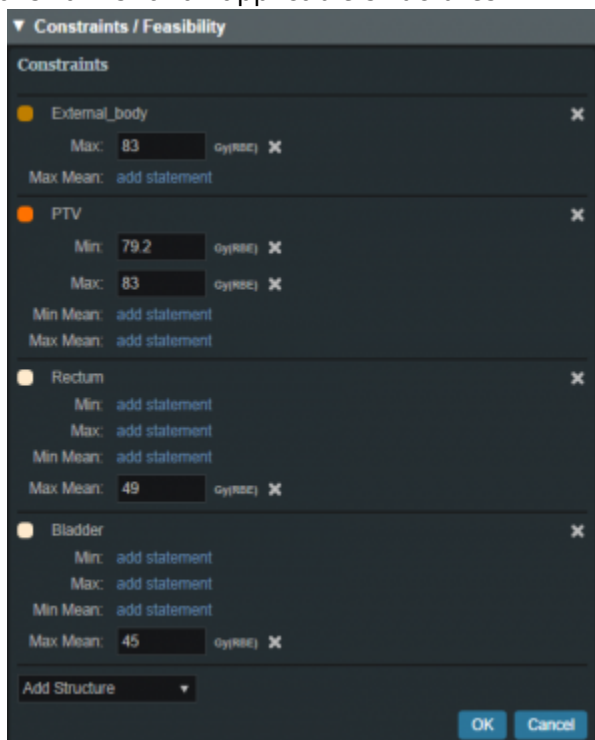 ▼ Constraints / Feasibility
Constraints
External_body
Max: 83 Gy(RBE)
Max Mean: add statement
PTV
Min: 79.2 Gy(RBE)
Max: 83 Gy(RBE)
Min Mean: add statement
Max Mean: add statement
Rectum
Min: add statement
Max: add statement
Min Mean: add statement
Max Mean: 49 Gy(RBE)
Bladder
Min: add statement
Max: add statement
Min Mean: add statement
Max Mean: 45 Gy(RBE)
Add Structure
OK Cancel